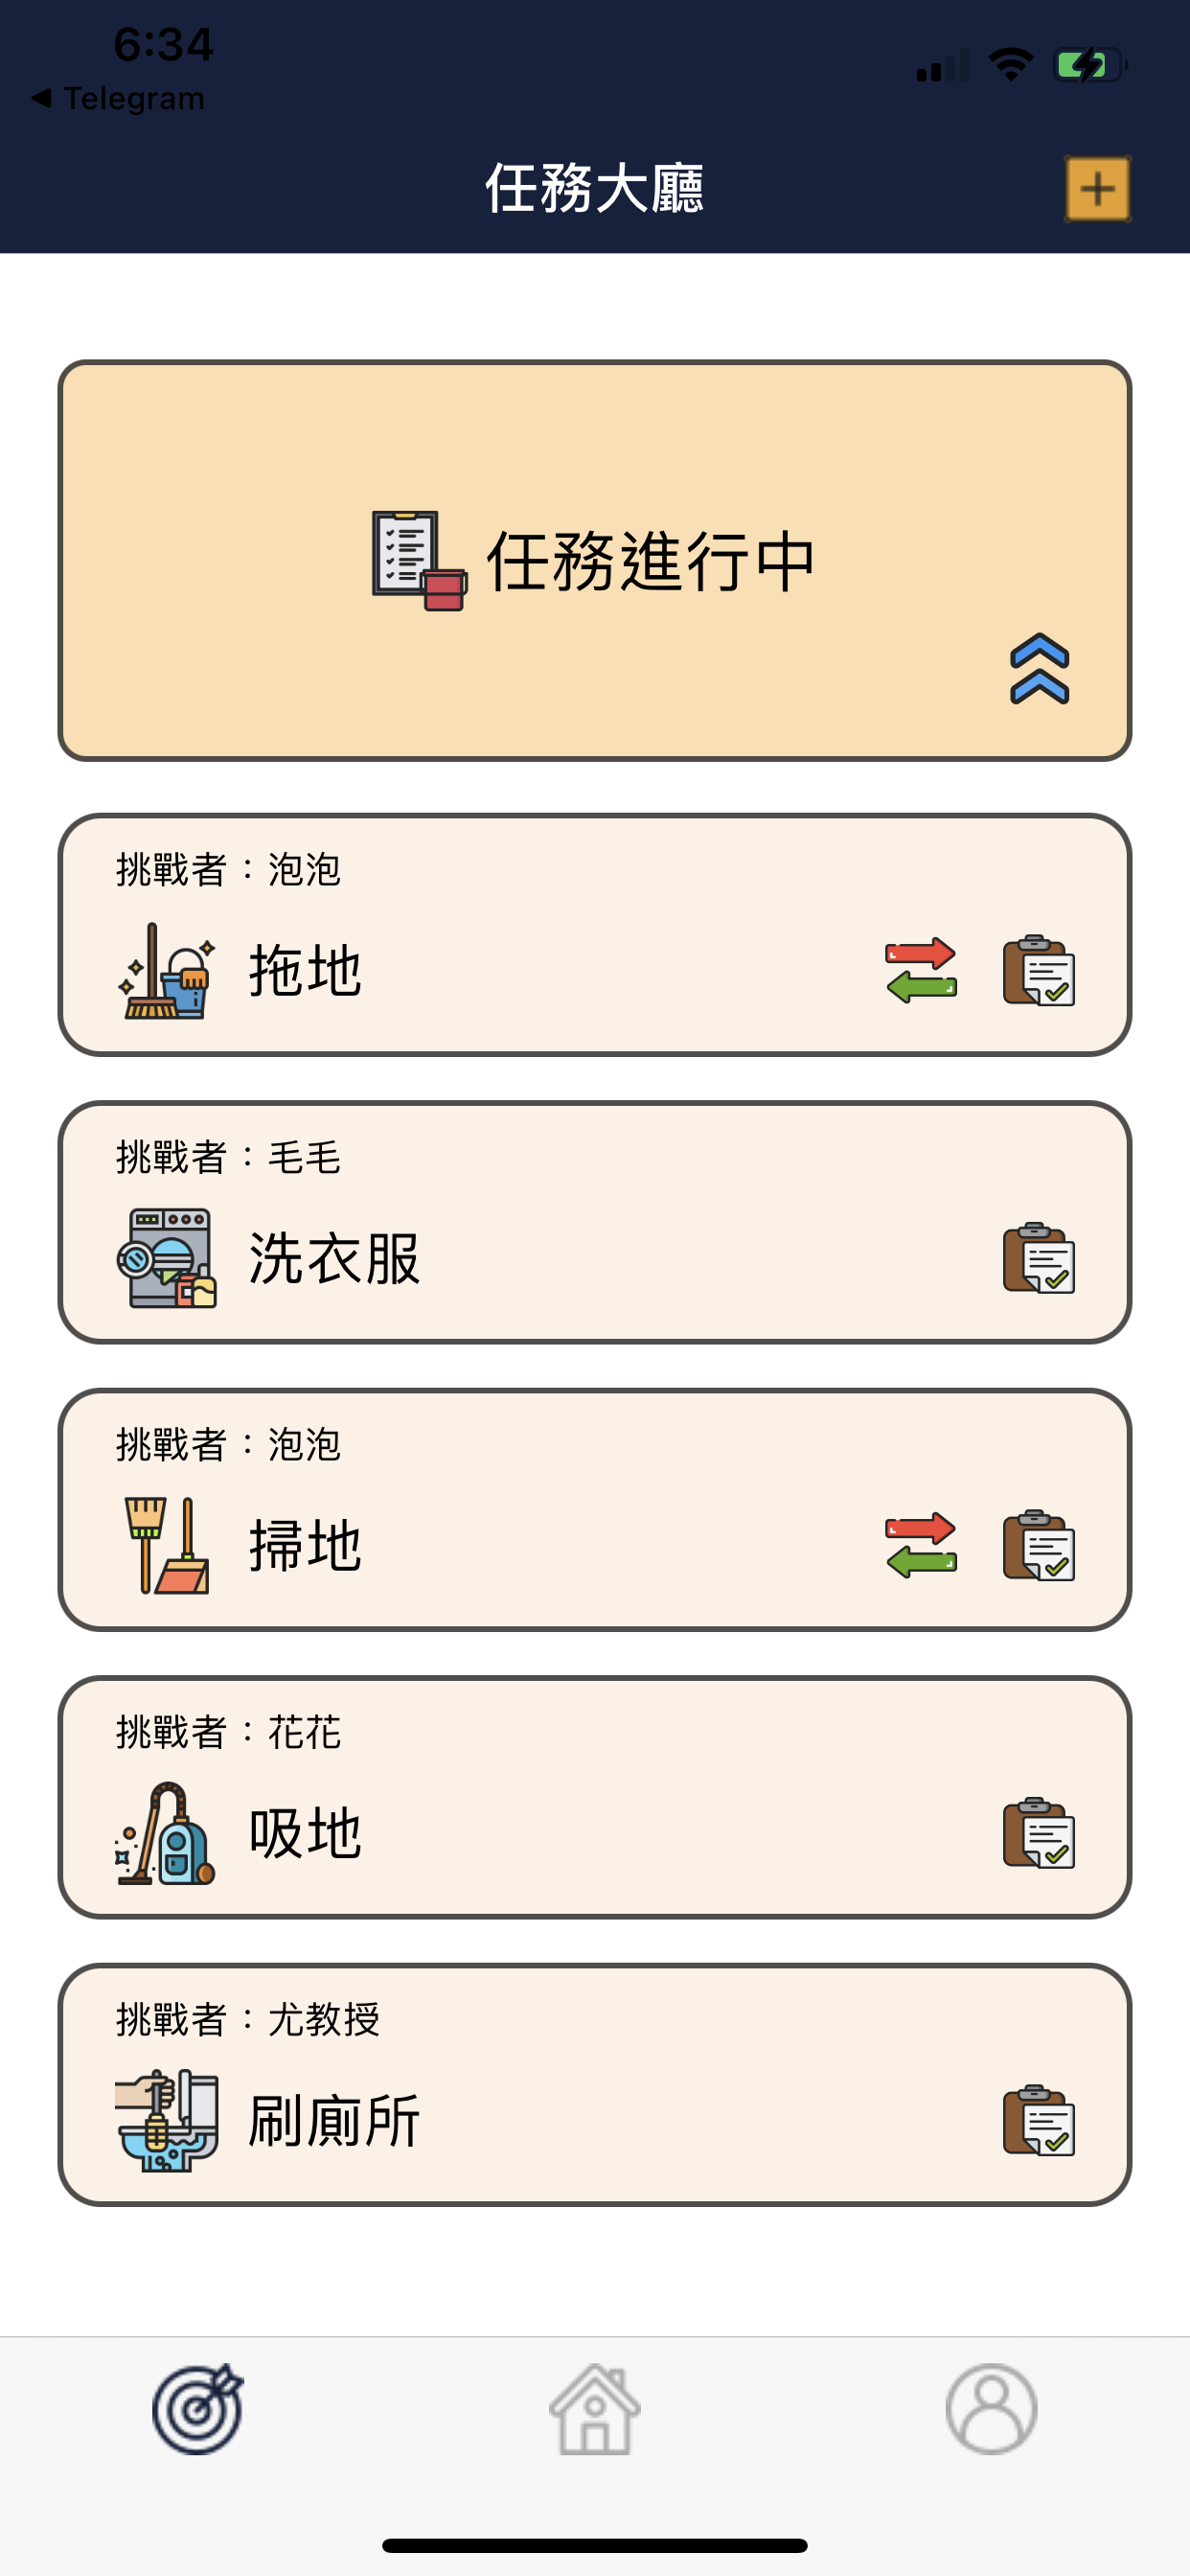 6:34
◀ Telegram
任務大廳
任務進行中
挑戰者：泡泡
拖地
挑戰者：毛毛
洗衣服
挑戰者：泡泡
掃地
挑戰者：花花
吸地
挑戰者：尤教授
刷廁所